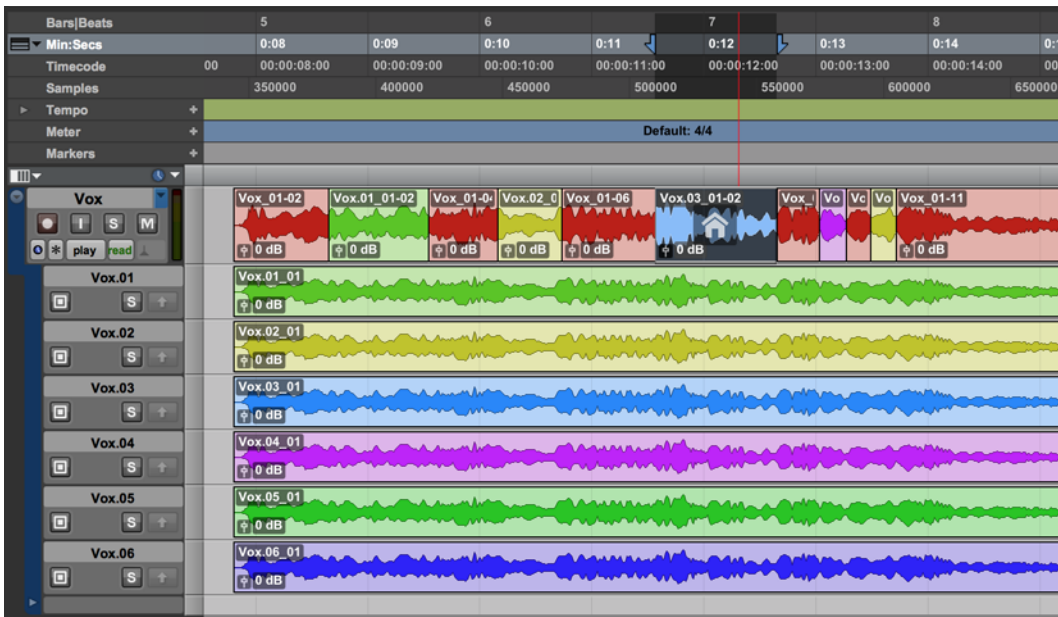 Bars|Beats 5 6 7 8
Min:Secs 0:08 0:09 0:10 0:11 0:12 0:13 0:14
Timecode 00 00:00:08:00 00:00:09:00 00:00:10:00 00:00:11:00 00:00:12:00 00:00:13:00 00:00:14:00 00
Samples 350000 400000 450000 500000 550000 600000 650000
Tempo +
Meter + Default: 4/4
Markers +
Vox Vox_01-02 Vox.01_01-02 Vox_01-0 Vox.02_0 Vox_01-06 Vox.03_01-02 Vox_ Vo Vo Vox_01-11
I S M
* play read 0 dB 0 dB 0 dB 0 dB 0 dB 0 dB 0 dB
Vox.01 Vox.01_01
S 0 dB
Vox.02 Vox.02_01
S 0 dB
Vox.03 Vox.03_01
S 0 dB
Vox.04 Vox.04_01
S 0 dB
Vox.05 Vox.05_01
S 0 dB
Vox.06 Vox.06_01
S 0 dB